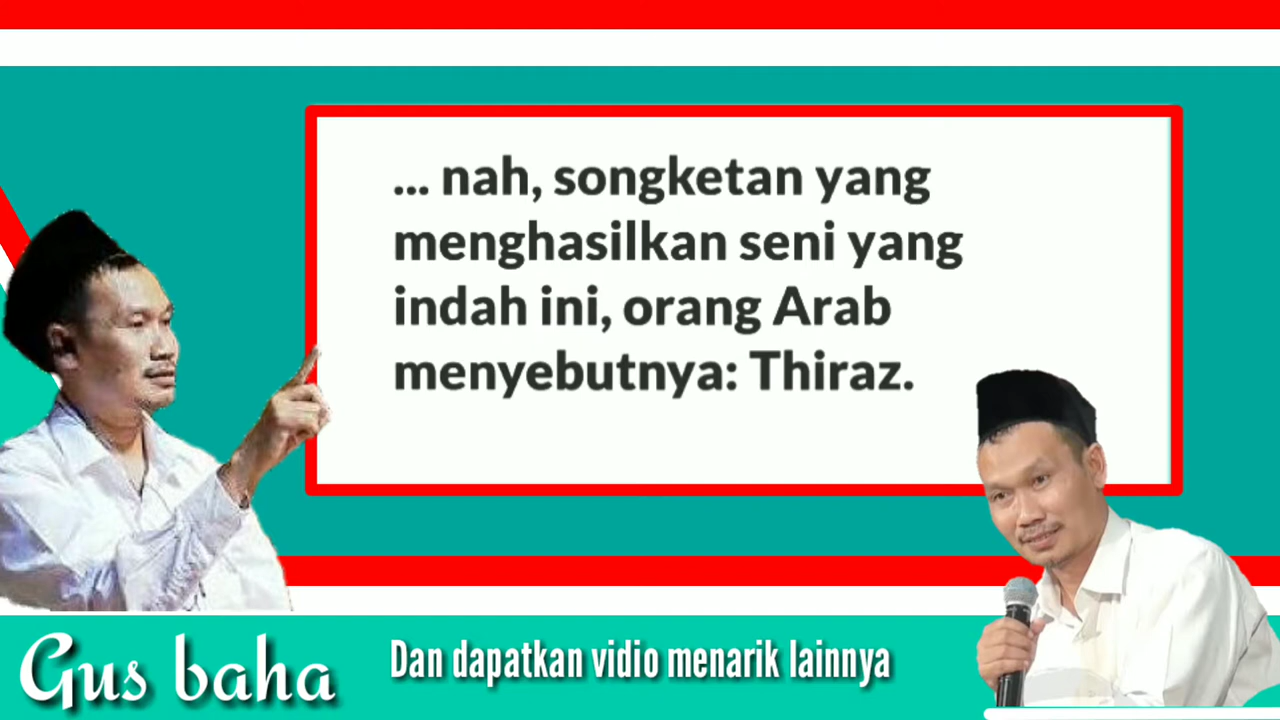 ... nah, songketan yang
menghasilkan seni yang
indah ini, orang Arab
menyebutnya: Thiraz.
Gus baha
Dan dapatkan vidio menarik lainnya